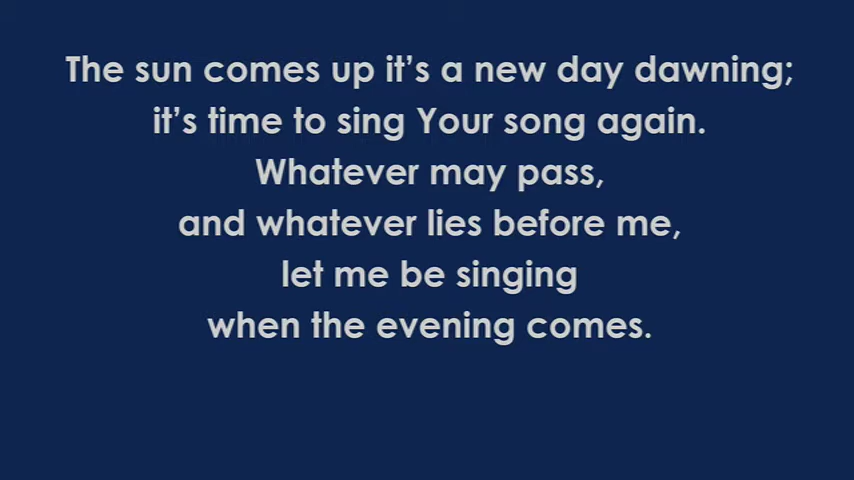 The sun comes up it’s a new day dawning;
it’s time to sing Your song again.
Whatever may pass,
and whatever lies before me,
let me be singing
when the evening comes.